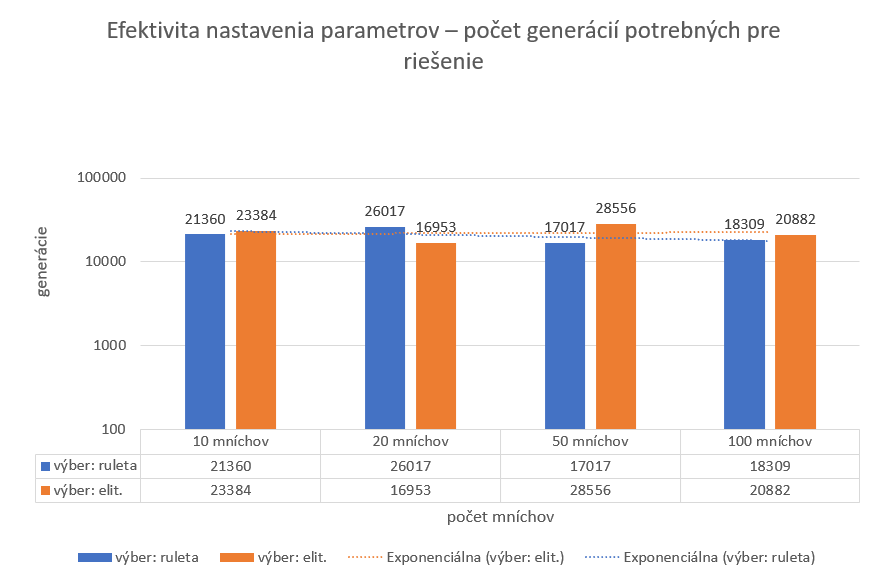 Efektivita nastavenia parametrov – počet generácií potrebných pre
riešenie
100000
10000
1000
100
generácie
21360
23384
26017
16953
17017
28556
18309
20882
10 mníchov 20 mníchov 50 mníchov 100 mníchov
výber: ruleta 21360 26017 17017 18309
výber: elit. 23384 16953 28556 20882
počet mníchov
výber: ruleta výber: elit. Exponenciálna (výber: elit.) Exponenciálna (výber: ruleta)